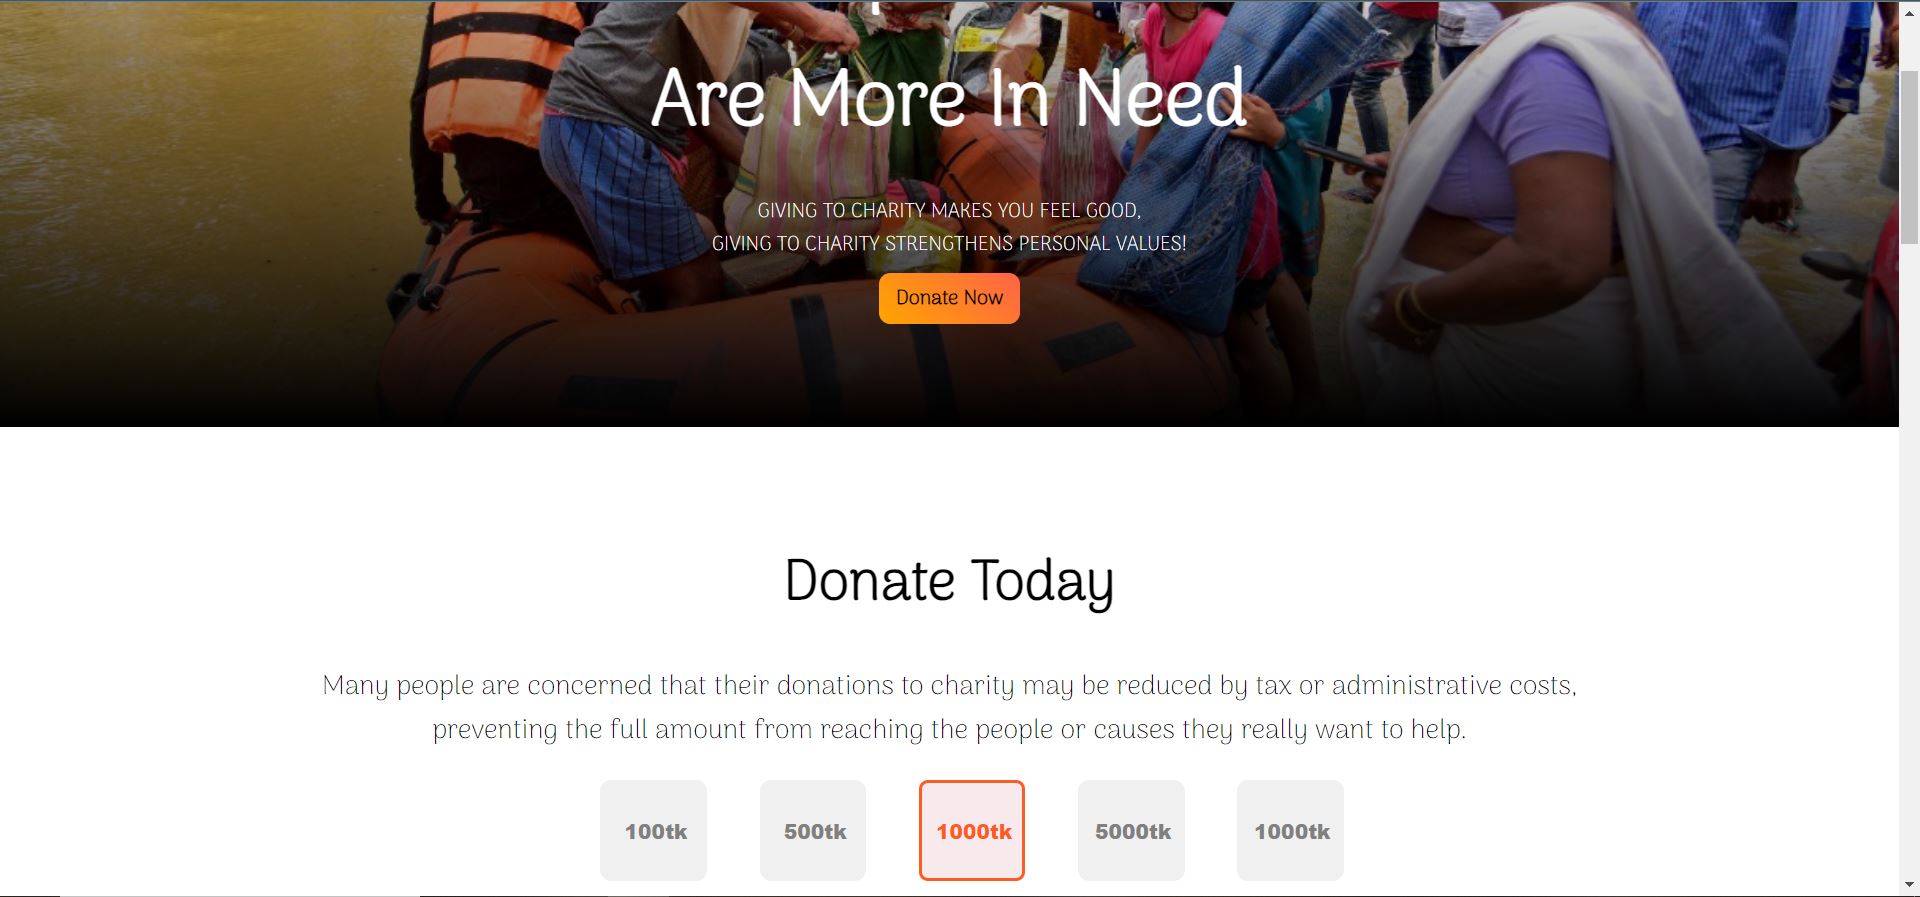 Are More In Need
GIVING TO CHARITY MAKES YOU FEEL GOOD,
GIVING TO CHARITY STRENGTHENS PERSONAL VALUES!
Donate Now
Donate Today
Many people are concerned that their donations to charity may be reduced by tax or administrative costs,
preventing the full amount from reaching the people or causes they really want to help.
100tk 500tk 1000tk 5000tk 1000tk